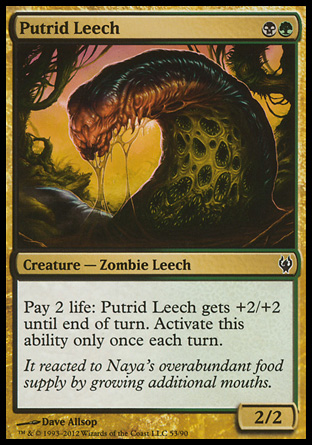 Putrid Leech
Creature — Zombie Leech
Pay 2 life: Putrid Leech gets +2/+2
until end of turn. Activate this
ability only once each turn.
It reacted to Naya's overabundant food
supply by growing additional mouths.
Dave Allsop
™ & © 1993–2012 Wizards of the Coast LLC 53/90
2/2